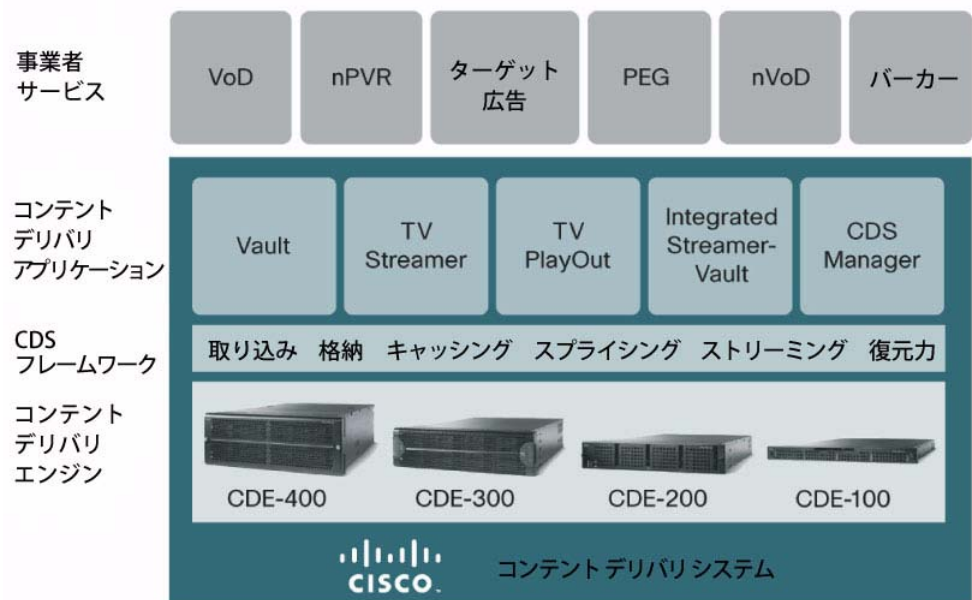 事業者
サービス
VoD
nPVR
ターゲット
広告
PEG
nVoD
バーカー
コンテント
デリバリ
アプリケーション
Vault
TV
Streamer
TV
PlayOut
Integrated
Streamer-
Vault
CDS
Manager
CDS
フレームワーク
取り込み 格納 キャッシング スプライシング ストリーミング 復元力
コンテント
デリバリ
エンジン
CDE-400
CDE-300
CDE-200
CDE-100
CISCO.
コンテント デリバリ システム